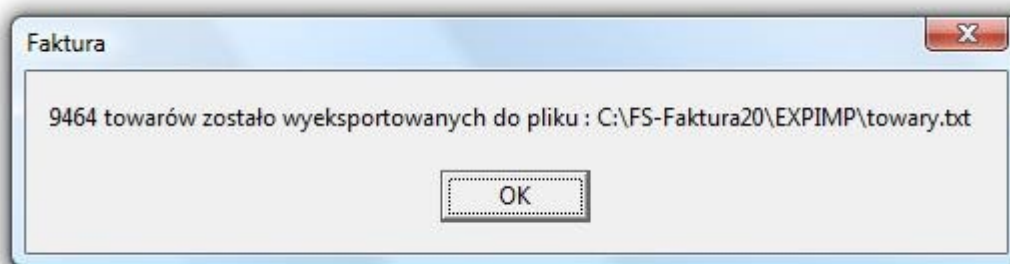 Faktura
9464 towarów zostało wyeksportowanych do pliku : C:\FS-Faktura20\EXPIMP\towary.txt
OK